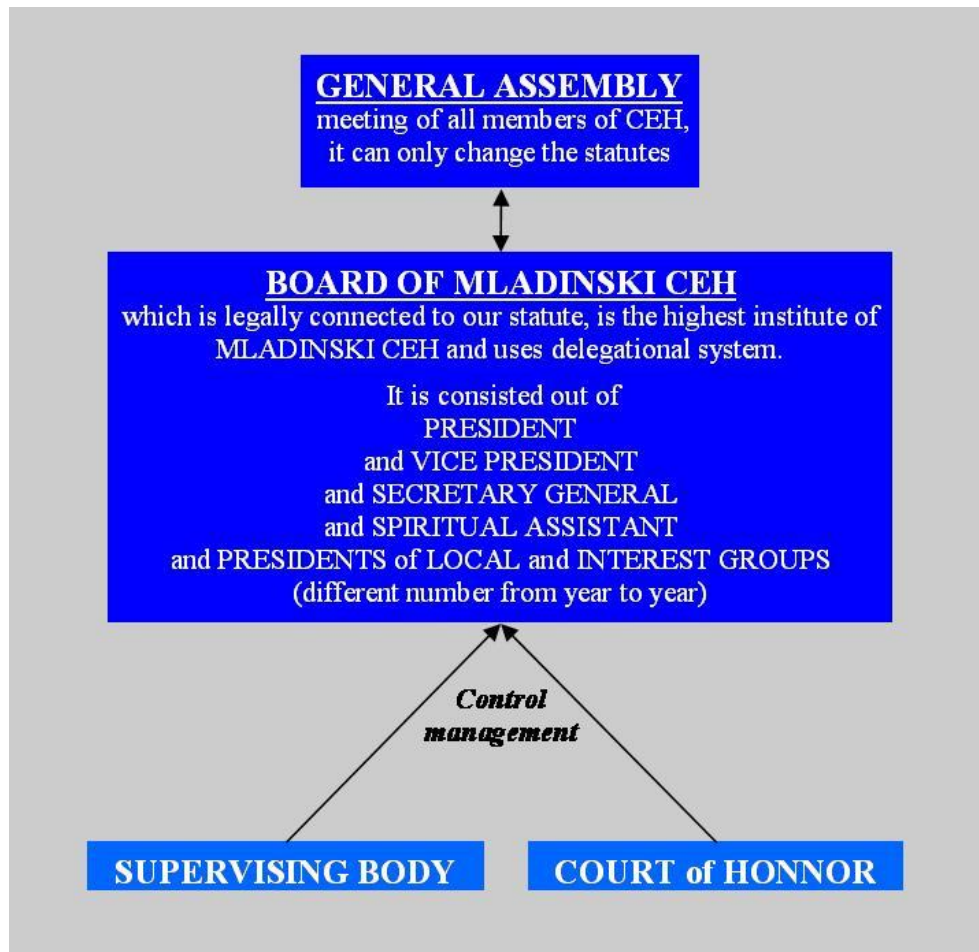 GENERAL ASSEMBLY
meeting of all members of CEH,
it can only change the statutes
BOARD OF MLADINSKI CEH
which is legally connected to our statute, is the highest institute of
MLADINSKI CEH and uses delegational system.
It is consisted out of
PRESIDENT
and VICE PRESIDENT
and SECRETARY GENERAL
and SPIRITUAL ASSISTANT
and PRESIDENTS of LOCAL and INTEREST GROUPS
(different number from year to year)
Control
management
SUPERVISING BODY
COURT of HONNOR